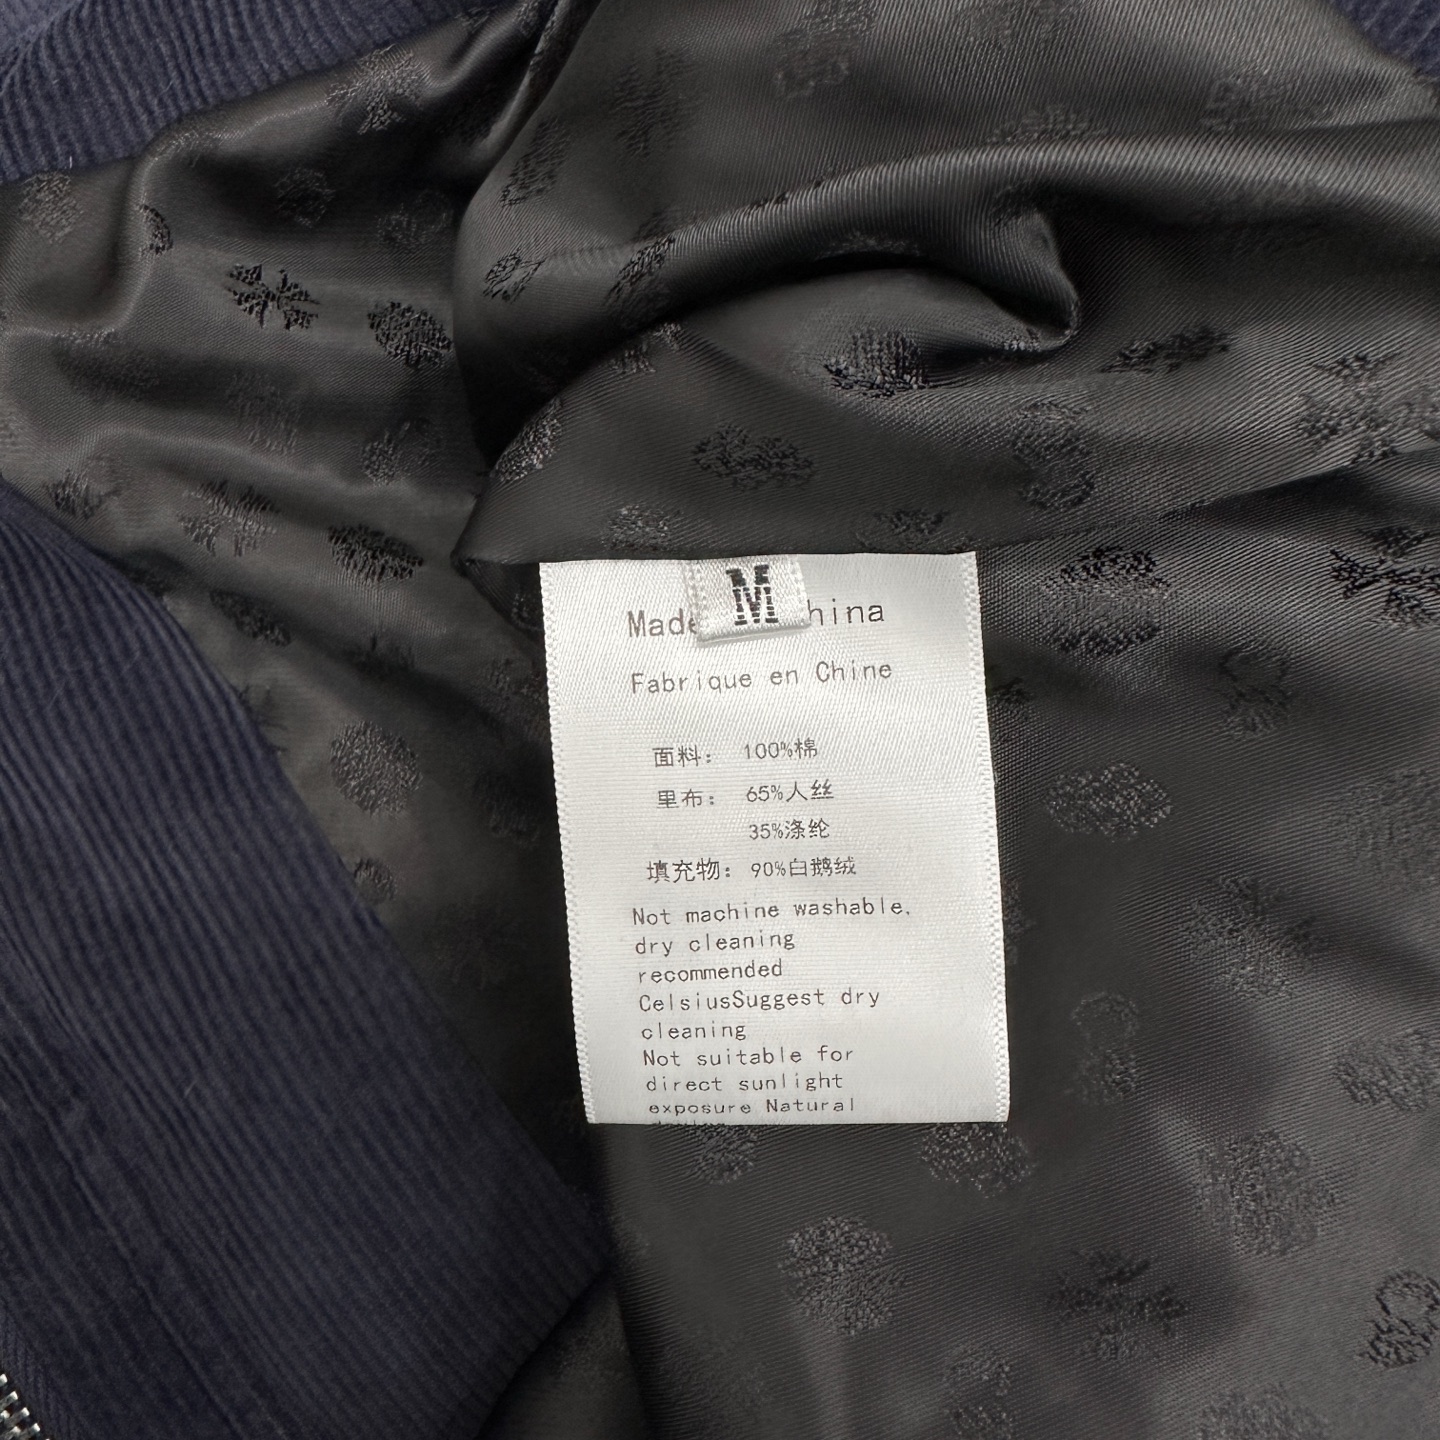 M
Made hina
Fabrique en Chine
面料： 100%棉
里布： 65%人丝
35%涤纶
填充物： 90%白鹅绒
Not machine washable.
dry cleaning
recommended
CelsiusSuggest dry
cleaning
Not suitable for
direct sunlight
exposure Natural